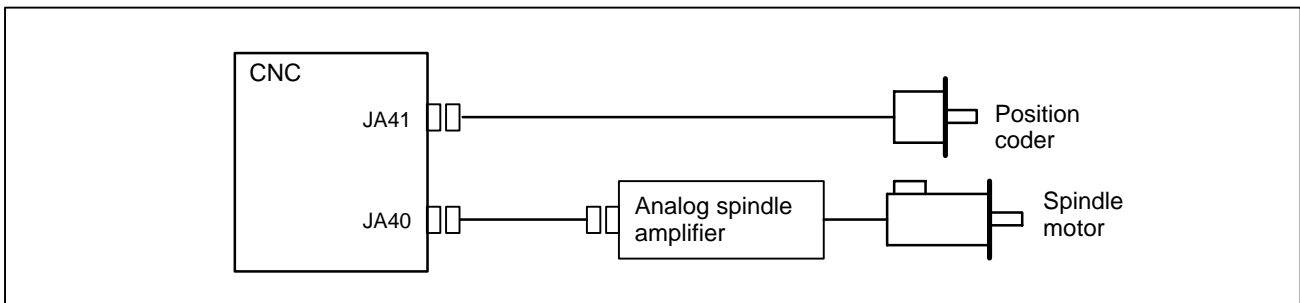 CNC
JA41
Position
coder
JA40
Analog spindle
amplifier
Spindle
motor